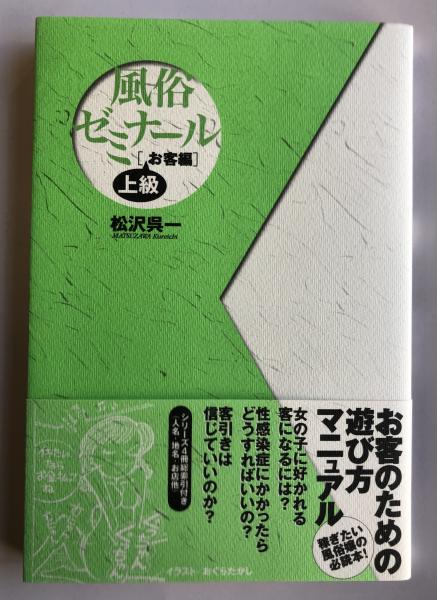 風俗
ゼミナール
［お客編］
上級
松沢呉一
MATSUZAWA Kureichi
お客のための
遊び方
マニュアル
稼ぎたい
風俗嬢の
必読本！
女の子に好かれる
客になるには？
性感染症にかかったら
どうすればいいの？
客引きは
信じていいのか？
シリーズ4冊総索引付き
［人名・地名・お店他］
イラスト おぐらたかし